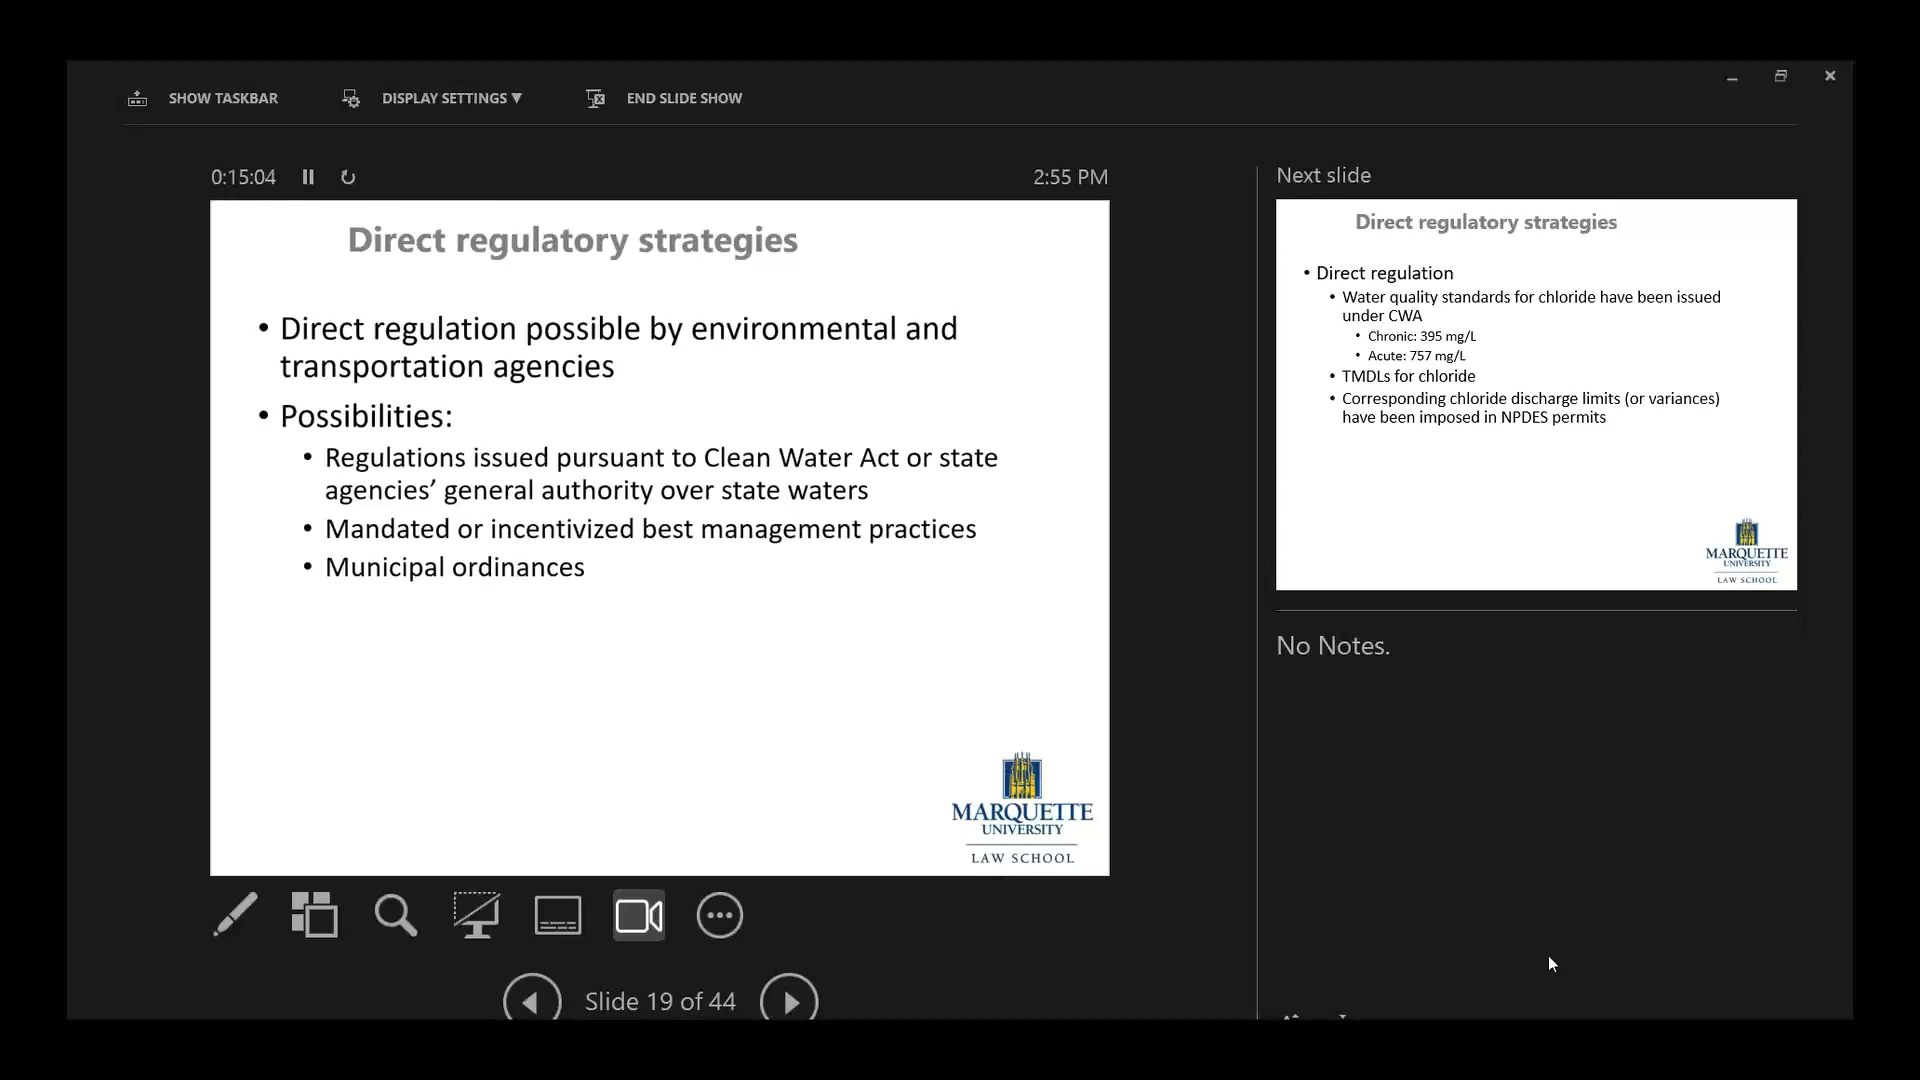 SHOW TASKBAR
DISPLAY SETTINGS ▼
END SLIDE SHOW
0:15:04
2:55 PM
Direct regulatory strategies
• Direct regulation possible by environmental and
transportation agencies
• Possibilities:
• Regulations issued pursuant to Clean Water Act or state
agencies’ general authority over state waters
• Mandated or incentivized best management practices
• Municipal ordinances
MARQUETTE
UNIVERSITY
LAW SCHOOL
Slide 19 of 44
Next slide
Direct regulatory strategies
• Direct regulation
• Water quality standards for chloride have been issued
under CWA
• Chronic: 395 mg/L
• Acute: 757 mg/L
• TMDLs for chloride
• Corresponding chloride discharge limits (or variances)
have been imposed in NPDES permits
MARQUETTE
UNIVERSITY
LAW SCHOOL
No Notes.